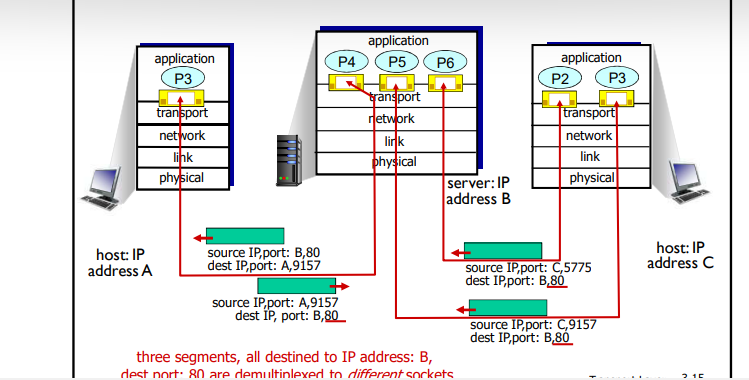 application
P3
transport
network
link
physical
host: IP
address A
application
P4 P5 P6
transport
network
link
physical
server: IP
address B
application
P2 P3
transport
network
link
physical
host: IP
address C
source IP,port: B,80
dest IP,port: A,9157
source IP,port: A,9157
dest IP, port: B,80
source IP,port: C,5775
dest IP,port: B,80
source IP,port: C,9157
dest IP,port: B,80
three segments, all destined to IP address: B,
dest port: 80 are demultiplexed to different sockets
3-15